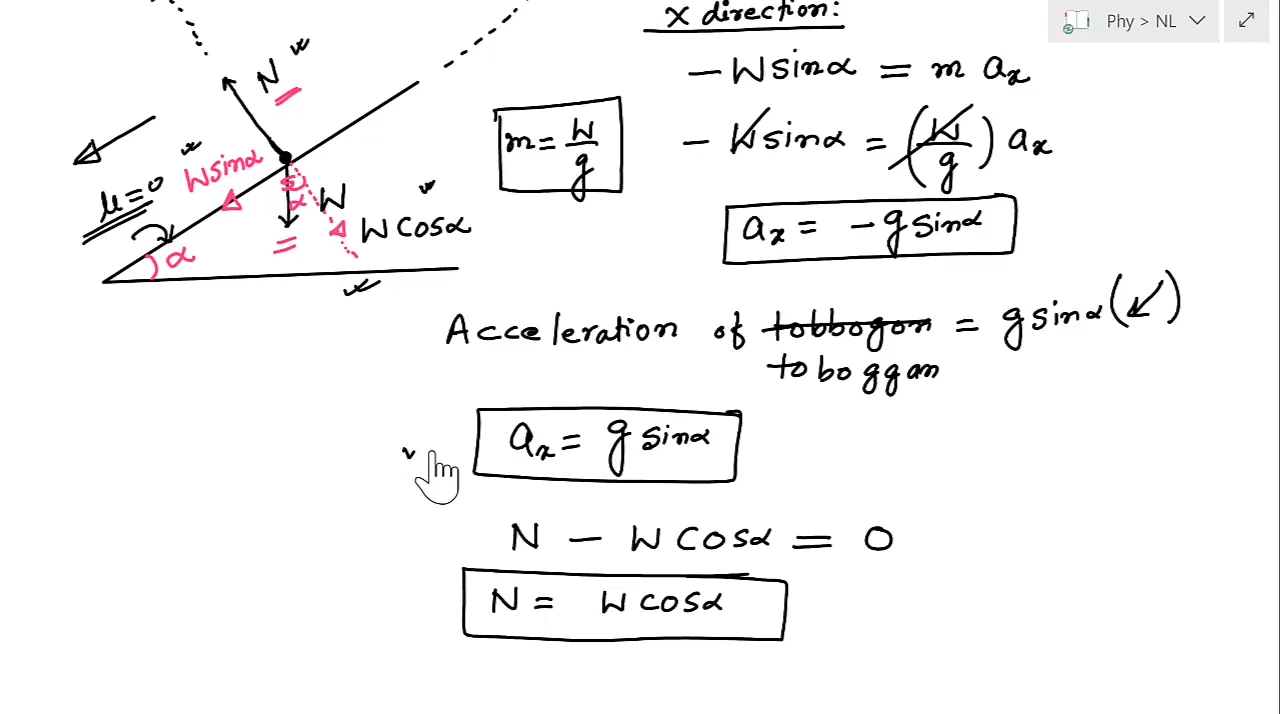 x direction:
Phy > NL
- W sinα = m aₓ
N
m = W/g
- W sinα = (W/g) aₓ
W sinα
μ = 0
α
W
W cosα
α
aₓ = - g sinα
Acceleration of tobbogon = g sinα (↙)
toboggan
aₓ = g sinα
N - W cosα = 0
N = W cosα